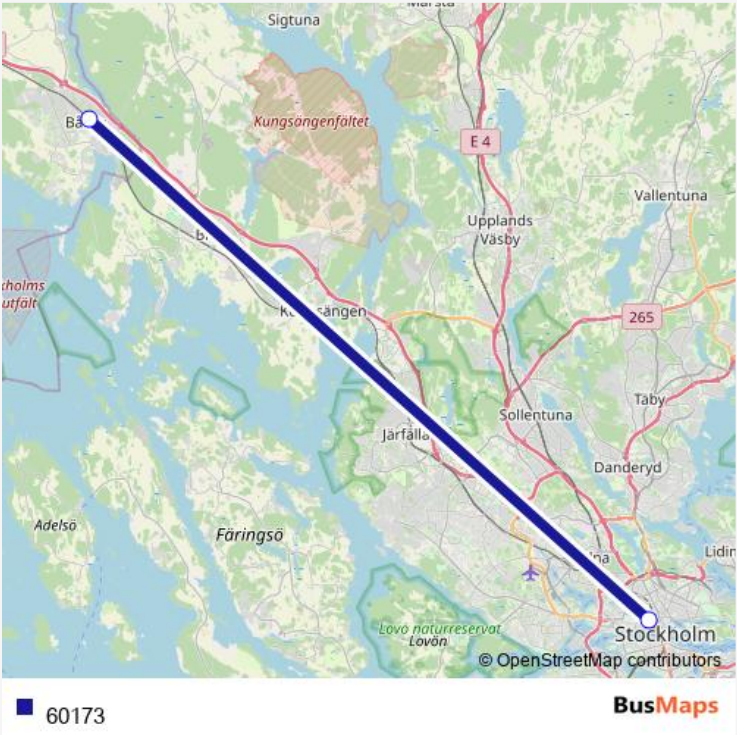 Sigtuna
Kungsängenfältet
E 4
Vallentuna
Upplands
Väsby
265
Täby
Sollentuna
Järfälla
Danderyd
Adelsö
Färingsö
Stockholm
Lovö naturreservat
Lovön
© OpenStreetMap contributors
60173
BusMaps